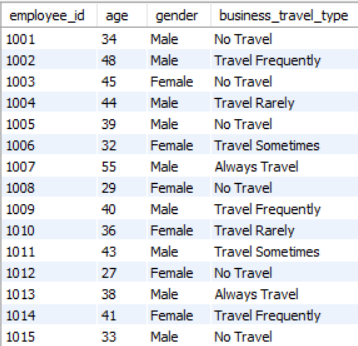 employee_id age gender business_travel_type
1001 34 Male No Travel
1002 48 Male Travel Frequently
1003 45 Female No Travel
1004 44 Male Travel Rarely
1005 39 Male No Travel
1006 32 Female Travel Sometimes
1007 55 Male Always Travel
1008 29 Female No Travel
1009 40 Male Travel Frequently
1010 36 Female Travel Rarely
1011 43 Male Travel Sometimes
1012 27 Female No Travel
1013 38 Male Always Travel
1014 41 Female Travel Frequently
1015 33 Male No Travel